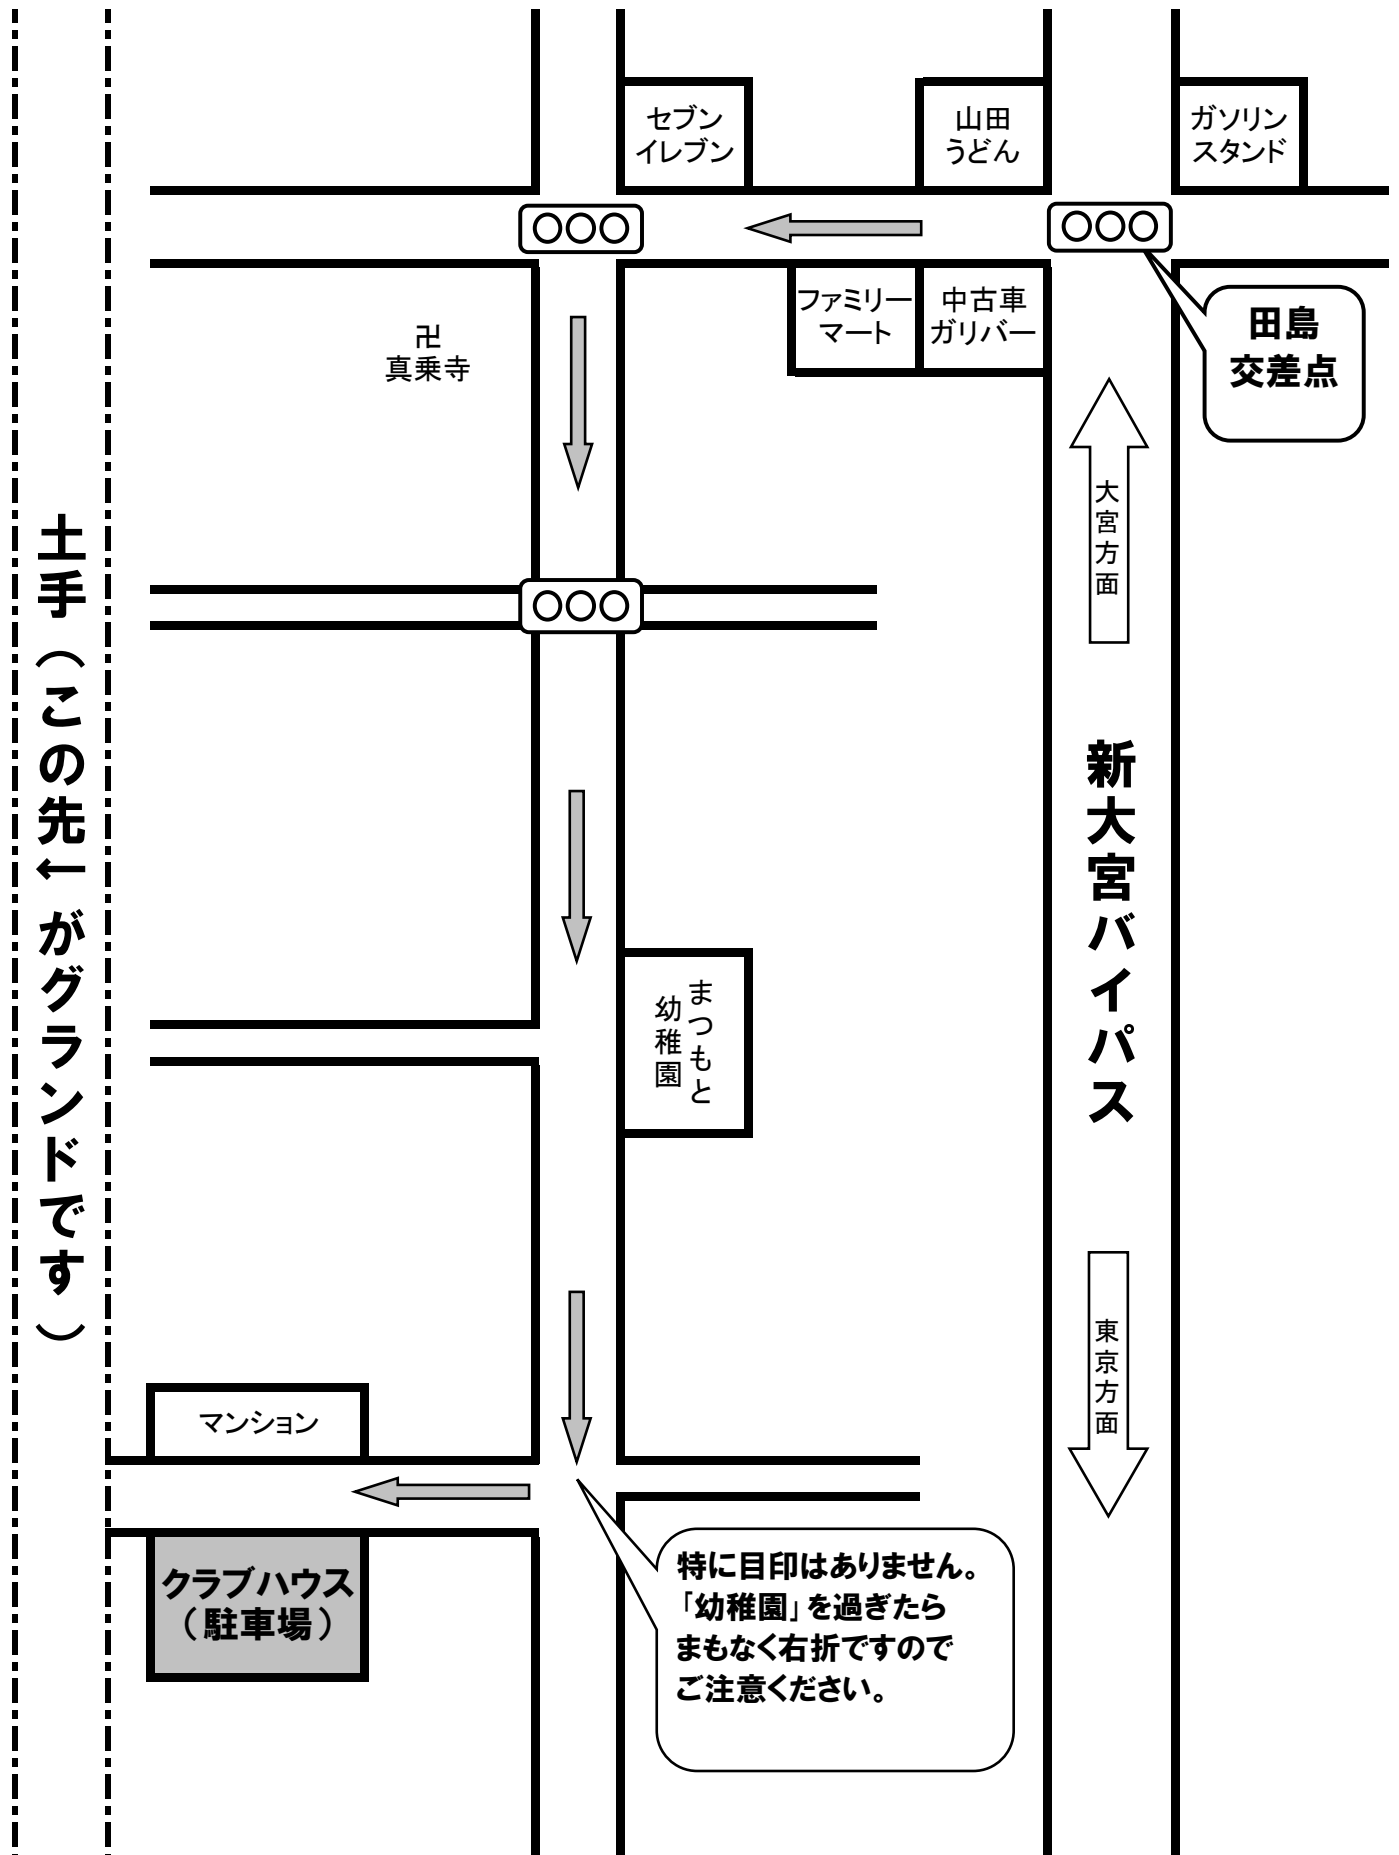 セブン
イレブン
山田
うどん
ガソリン
スタンド
ファミリー
マート
中古車
ガリバー
田島
交差点
卍
真乗寺
大宮方面
土手（この先←がグランドです）
新大宮バイパス
まつもと
幼稚園
東京方面
マンション
クラブハウス
（駐車場）
特に目印はありません。
「幼稚園」を過ぎたら
まもなく右折ですので
ご注意ください。